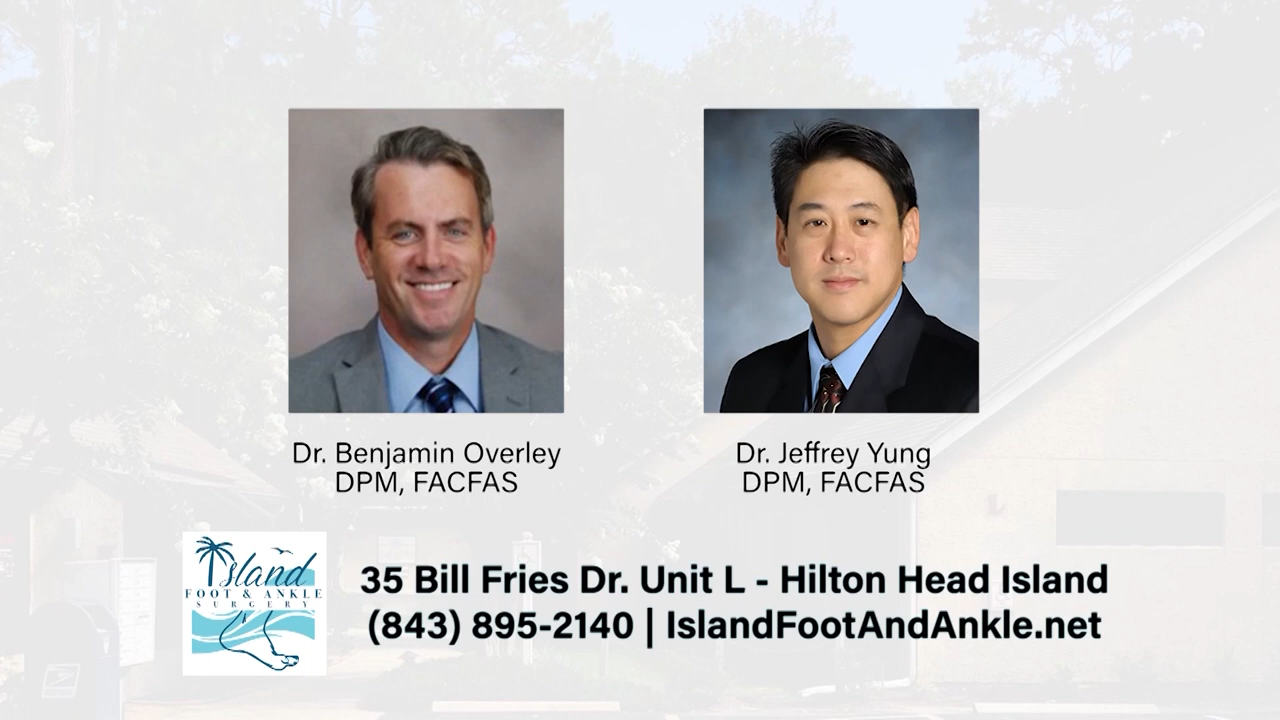 Dr. Benjamin Overley
DPM, FACFAS
Dr. Jeffrey Yung
DPM, FACFAS
Island
FOOT & ANKLE
SURGERY
35 Bill Fries Dr. Unit L - Hilton Head Island
(843) 895-2140 | IslandFootAndAnkle.net